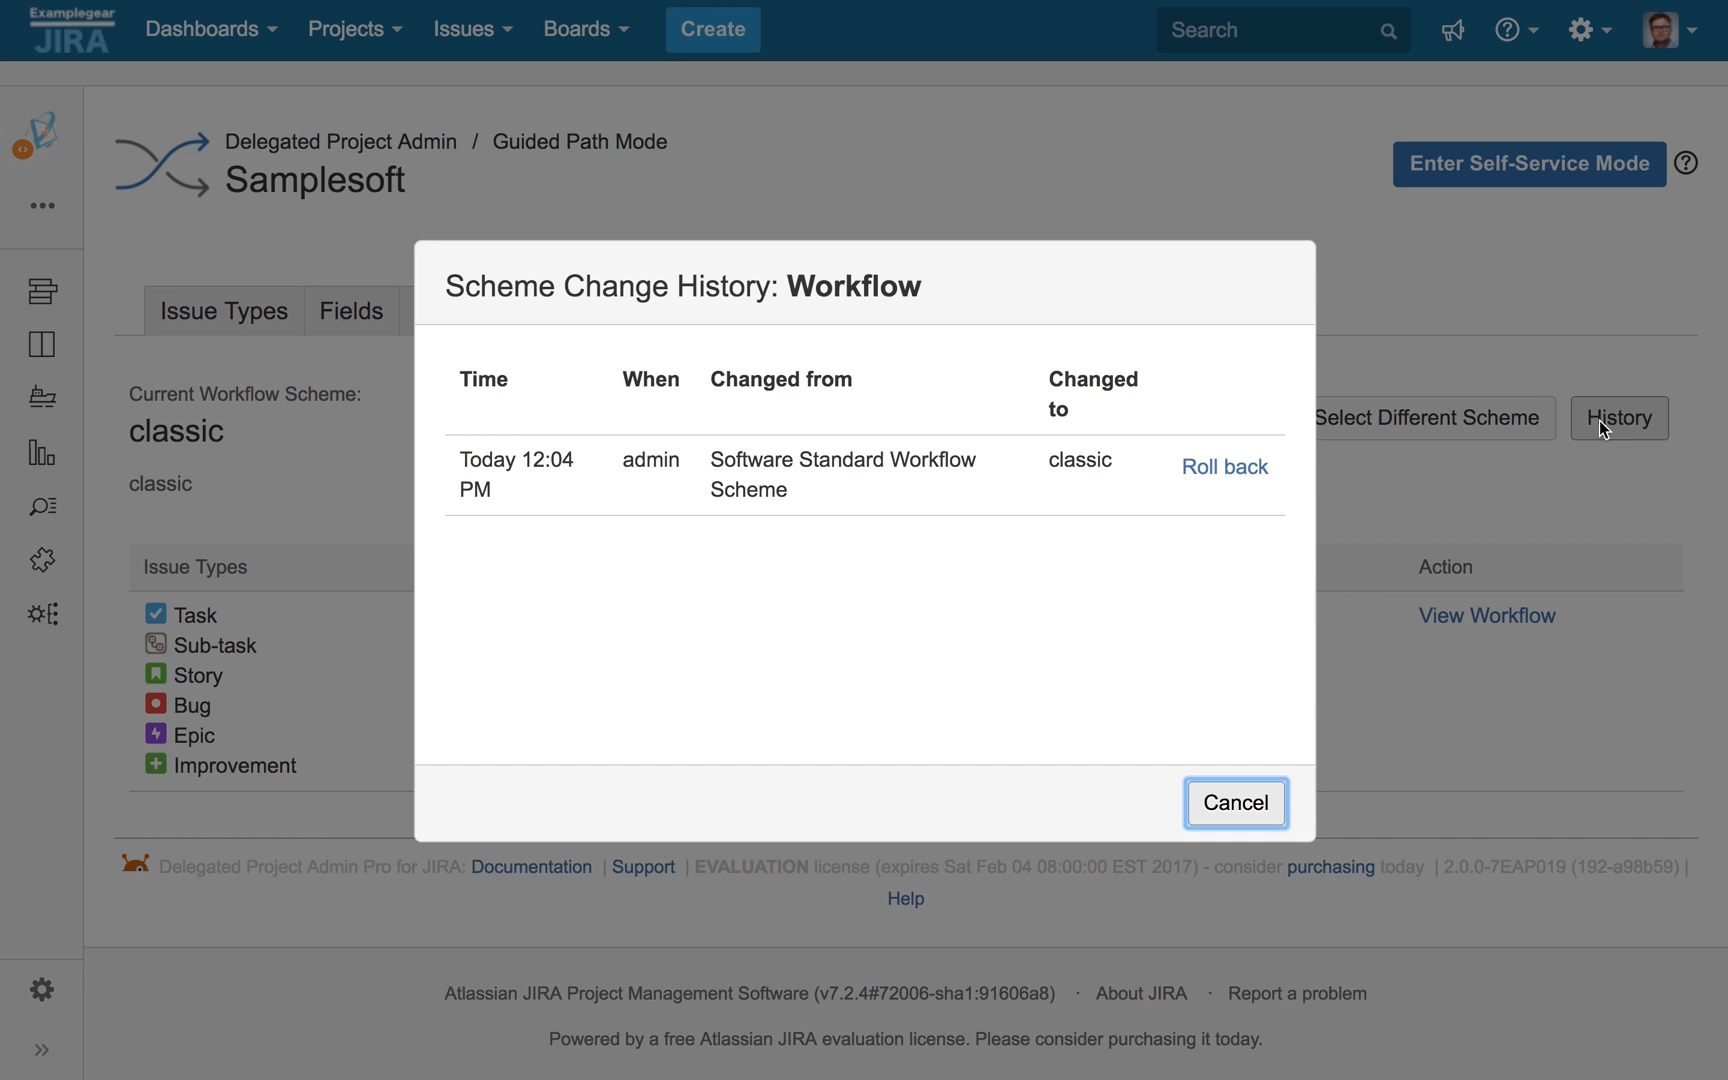 Examplegear
JIRA
Dashboards
Projects
Issues
Boards
Create
Search
Delegated Project Admin / Guided Path Mode
Samplesoft
Enter Self-Service Mode
Issue Types
Fields
Current Workflow Scheme:
classic
classic
Select Different Scheme
History
Scheme Change History: Workflow
Time When Changed from Changed
to
Today 12:04 admin Software Standard Workflow classic Roll back
PM Scheme
Cancel
Issue Types
Action
Task
View Workflow
Sub-task
Story
Bug
Epic
Improvement
Delegated Project Admin Pro for JIRA: Documentation | Support | EVALUATION license (expires Sat Feb 04 08:00:00 EST 2017) - consider purchasing today | 2.0.0-7EAP019 (192-a98b59) |
Help
Atlassian JIRA Project Management Software (v7.2.4#72006-sha1:91606a8) · About JIRA · Report a problem
Powered by a free Atlassian JIRA evaluation license. Please consider purchasing it today.